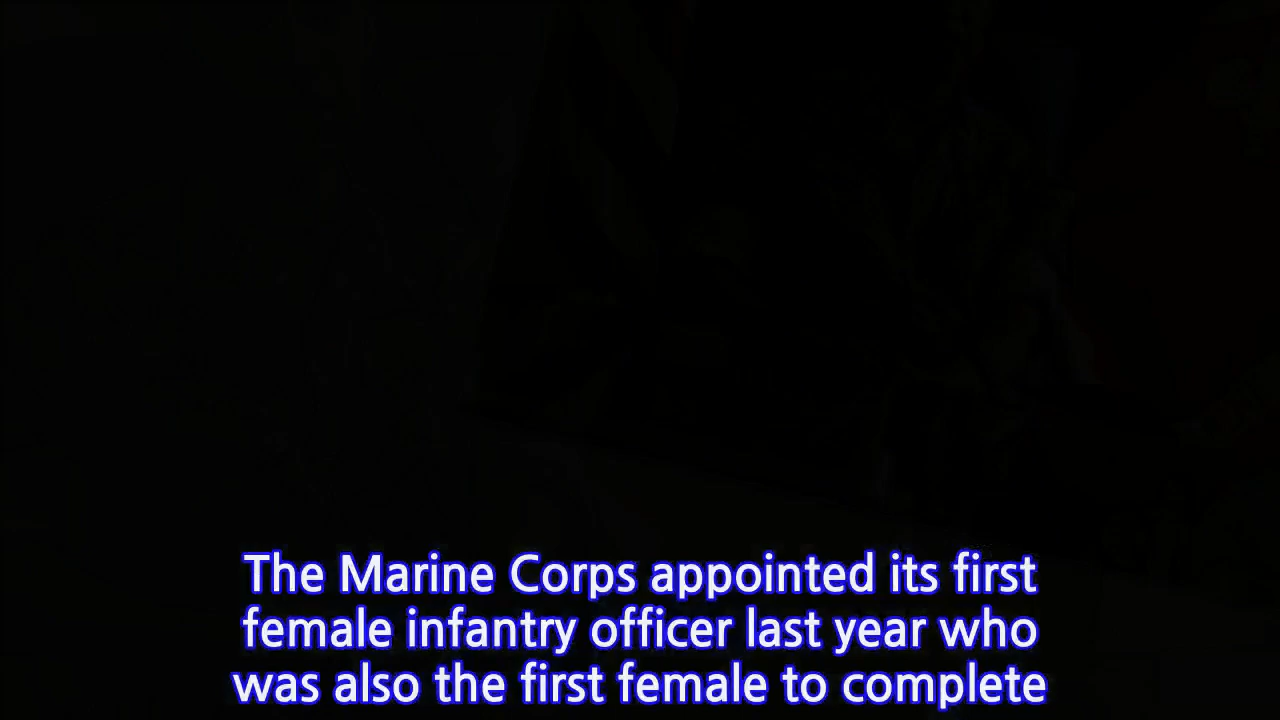 The Marine Corps appointed its first
female infantry officer last year who
was also the first female to complete